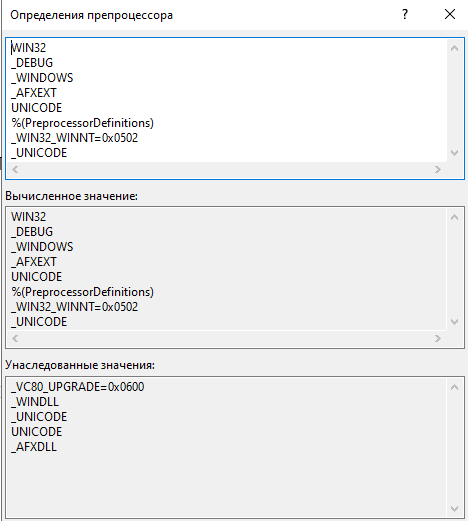 Определения препроцессора
WIN32
_DEBUG
_WINDOWS
_AFXEXT
UNICODE
%(PreprocessorDefinitions)
_WIN32_WINNT=0x0502
_UNICODE
Вычисленное значение:
WIN32
_DEBUG
_WINDOWS
_AFXEXT
UNICODE
%(PreprocessorDefinitions)
_WIN32_WINNT=0x0502
_UNICODE
Унаследованные значения:
_VC80_UPGRADE=0x0600
_WINDLL
_UNICODE
UNICODE
_AFXDLL